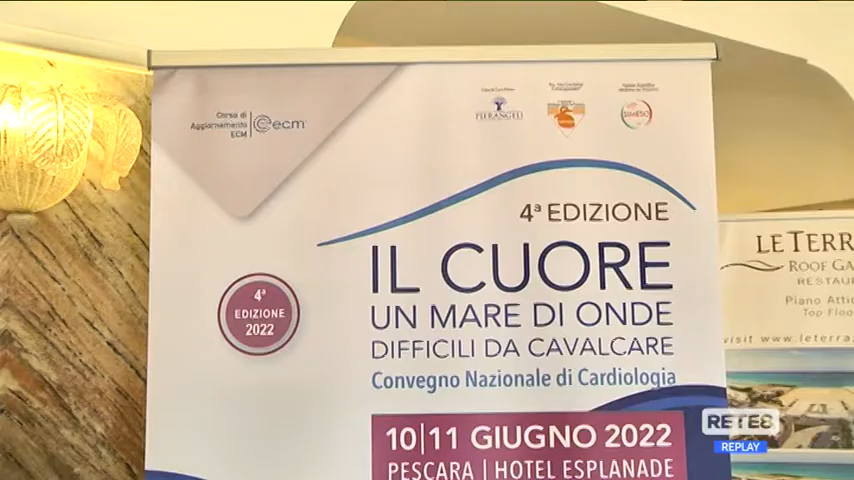 Corso di
Aggiornamento
ECM
ecm
PIERANGELI
SIMESO
4ª EDIZIONE
IL CUORE
UN MARE DI ONDE
DIFFICILI DA CAVALCARE
Convegno Nazionale di Cardiologia
4ª
EDIZIONE
2022
10|11 GIUGNO 2022
PESCARA | HOTEL ESPLANADE
LE TERR
ROOF GA
RESTAU
Piano Attic
Top Floo
visit www.leterra
RETE8
REPLAY